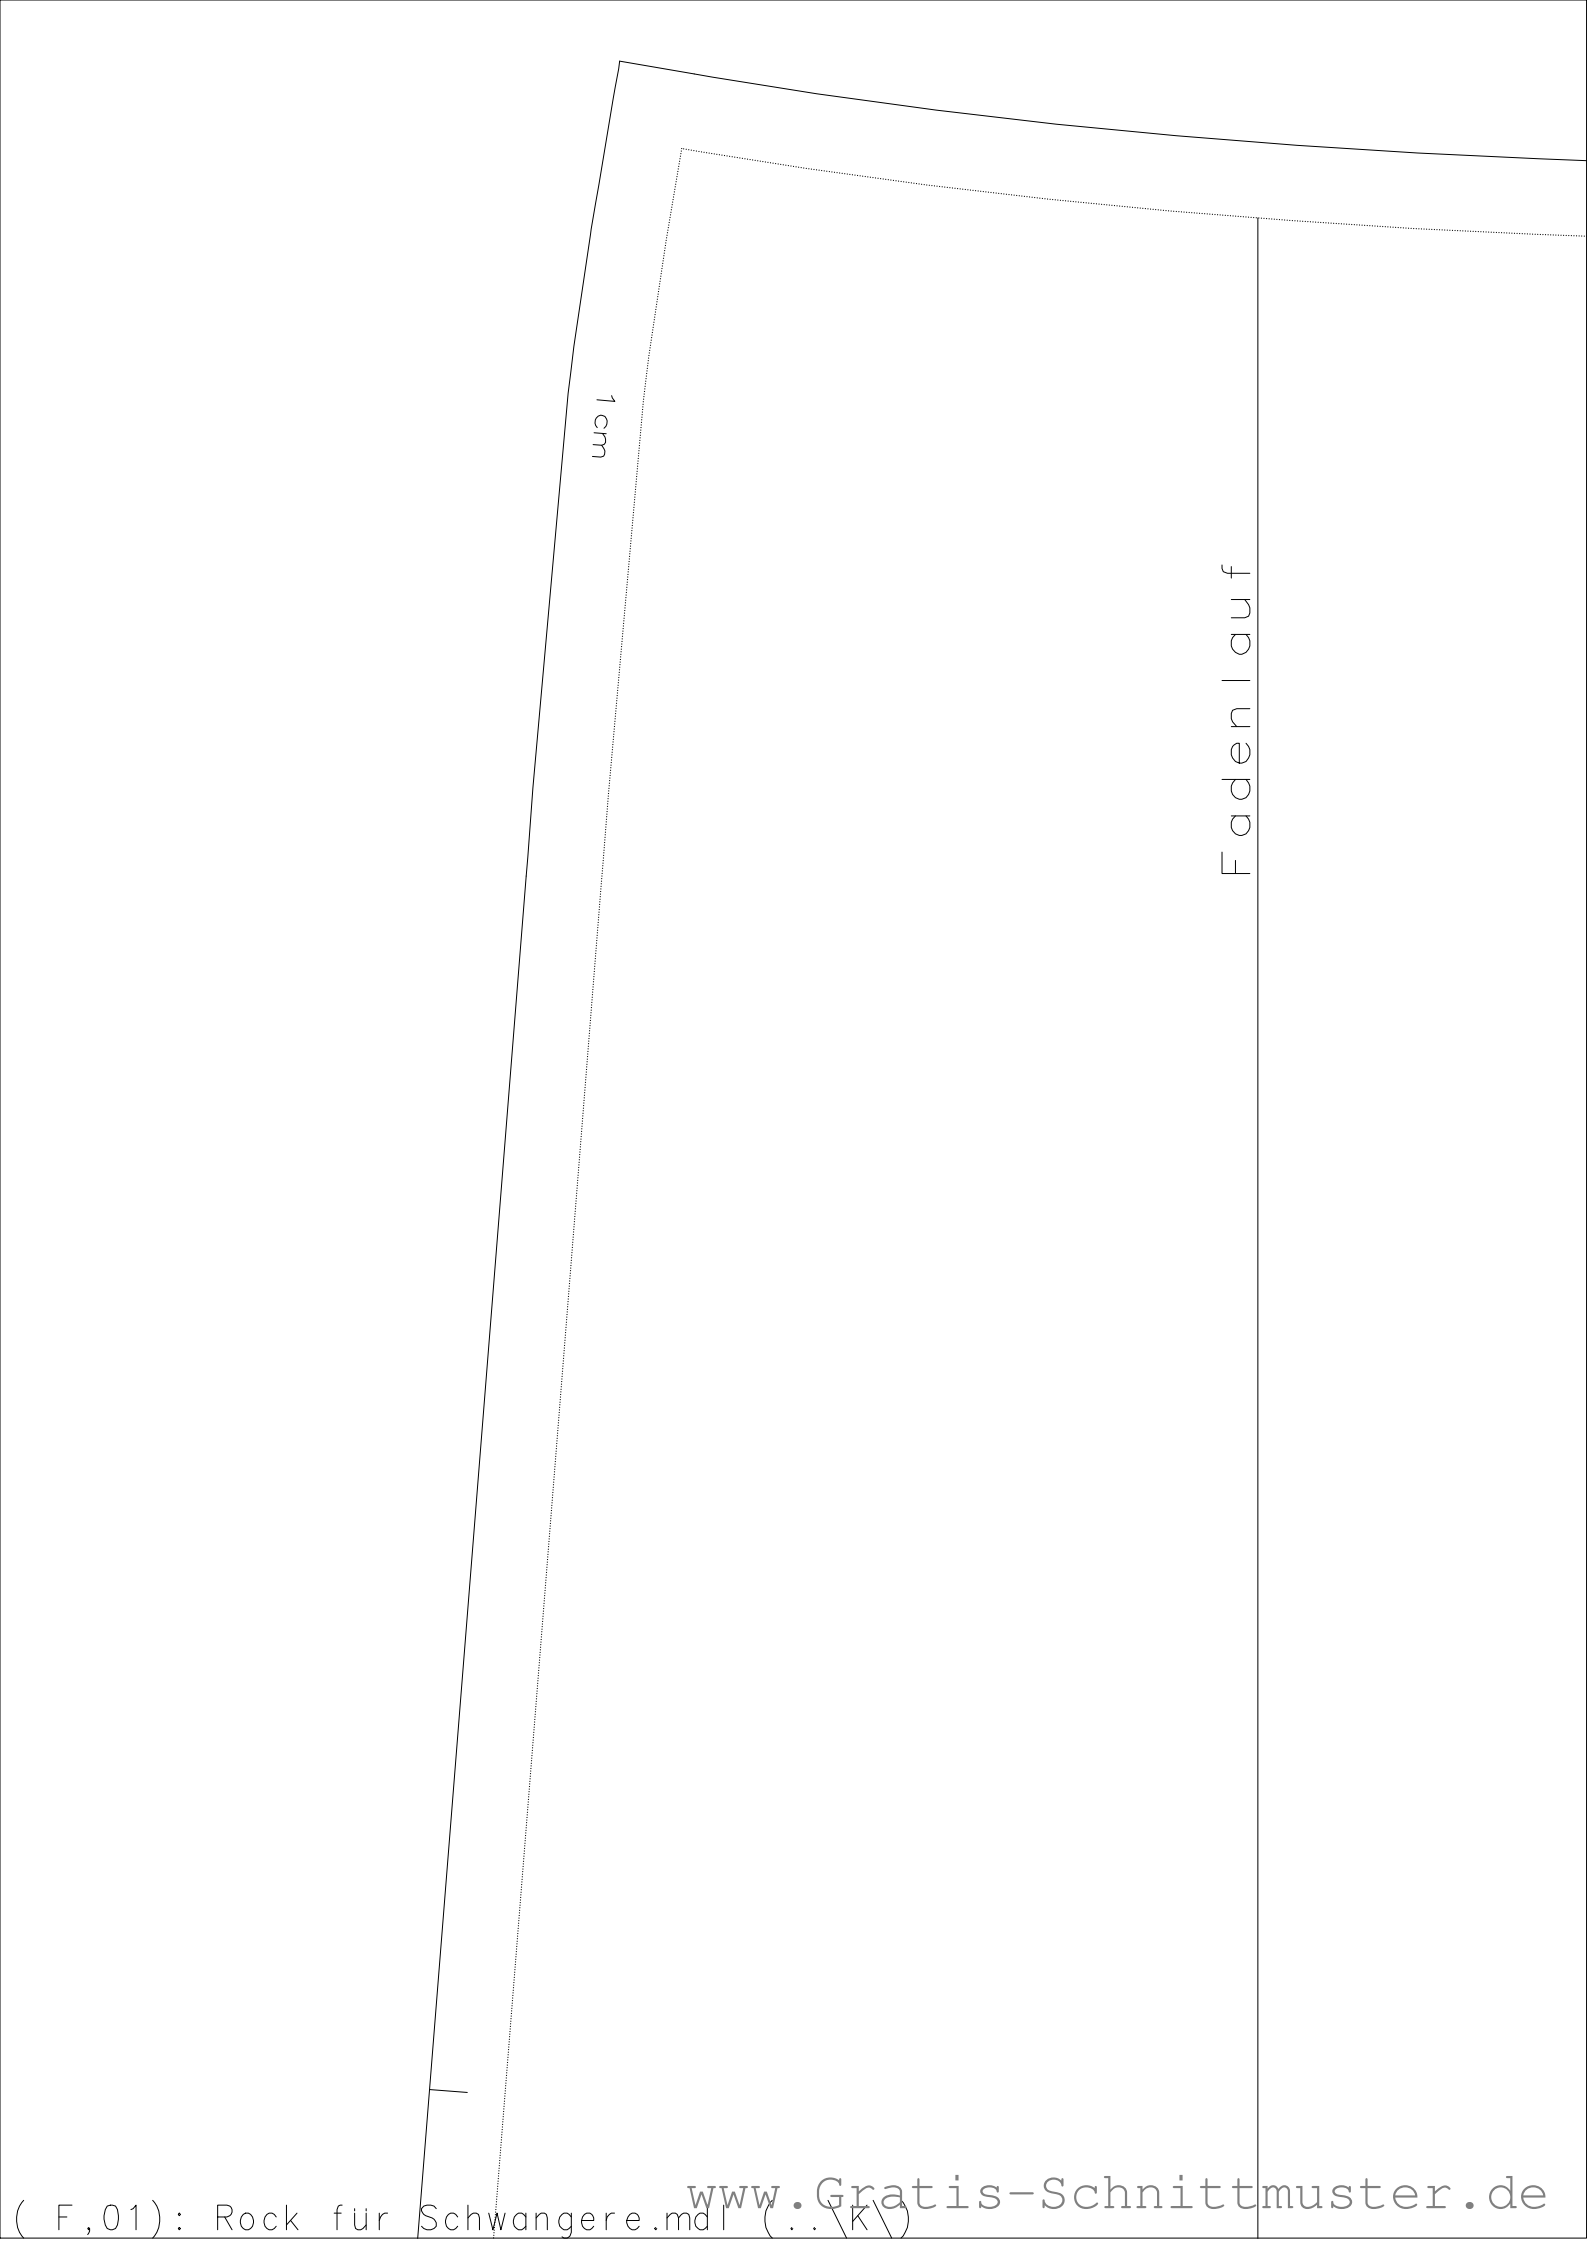 1cm
Fadenlauf
www.Gratis-Schnittmuster.de
( F,01): Rock für Schwangere.mdl (..\K\)